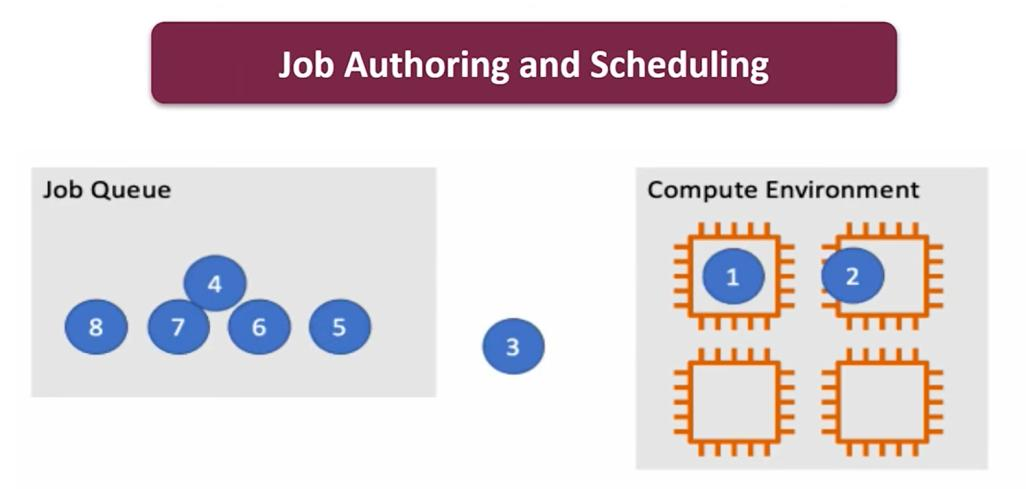 Job Authoring and Scheduling
Job Queue
4
8 7 6 5
3
Compute Environment
1 2